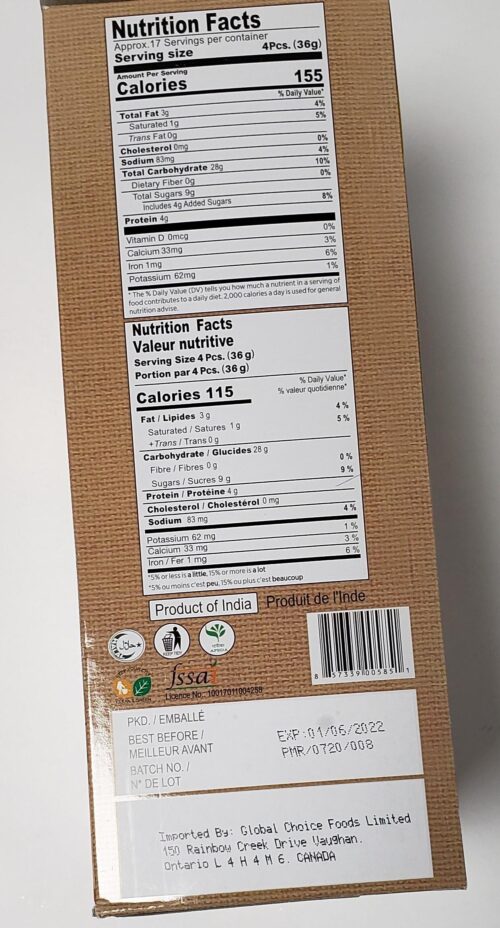 Nutrition Facts
Approx.17 Servings per container
Serving size 4Pcs. (36g)
Amount Per Serving
Calories 155
% Daily Value*
Total Fat 3g 4%
Saturated 1g 5%
Trans Fat 0g
Cholesterol 0mg 0%
Sodium 83mg 4%
Total Carbohydrate 28g 10%
Dietary Fiber 0g 0%
Total Sugars 9g
Includes 4g Added Sugars 8%
Protein 4g
Vitamin D 0mcg 0%
Calcium 33mg 3%
Iron 1mg 6%
Potassium 62mg 1%
* The % Daily Value (DV) tells you how much a nutrient in a serving of
food contributes to a daily diet. 2,000 calories a day is used for general
nutrition advise.
Nutrition Facts
Valeur nutritive
Serving Size 4 Pcs. (36 g)
Portion par 4 Pcs. (36 g)
Calories 115
% Daily Value*
% valeur quotidienne*
Fat / Lipides 3 g 4 %
Saturated / Satures 1 g 5 %
+Trans / Trans 0 g
Carbohydrate / Glucides 28 g
Fibre / Fibres 0 g 0 %
Sugars / Sucres 9 g 9 %
Protein / Protéine 4 g
Cholesterol / Cholestérol 0 mg
Sodium 83 mg 4 %
Potassium 62 mg 1 %
Calcium 33 mg 3 %
Iron / Fer 1 mg 6 %
*5% or less is a little, 15% or more is a lot
*5% ou moins c'est peu, 15% ou plus c'est beaucoup
Product of India Produit de l'Inde
fssai
Licence No.: 10017011004258
8 57339 00585 1
PKD. / EMBALLÉ
BEST BEFORE /
MEILLEUR AVANT
EXP:01/06/2022
BATCH NO. /
N° DE LOT
PMR/0720/008
Imported By: Global Choice Foods Limited
150 Rainbow Creek Drive Vaughan.
Ontario L 4 H 4 M 6. CANADA